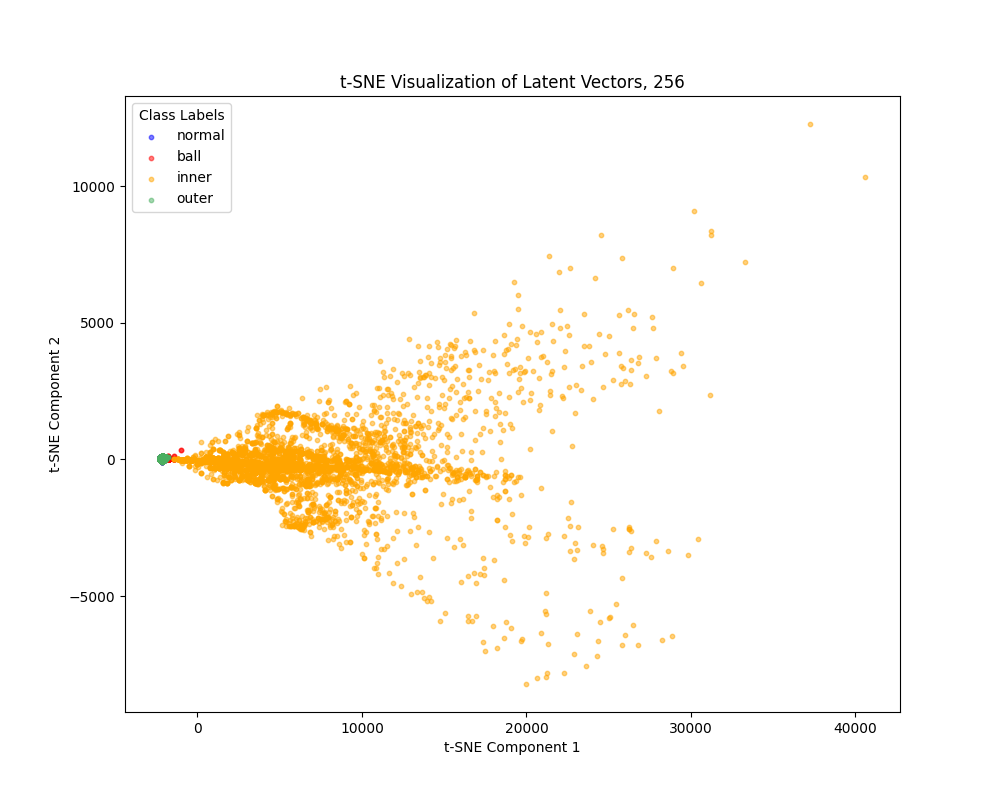 t-SNE Visualization of Latent Vectors, 256
Class Labels
normal
ball
inner
outer
10000
5000
0
−5000
t-SNE Component 2
0
10000
20000
30000
40000
t-SNE Component 1